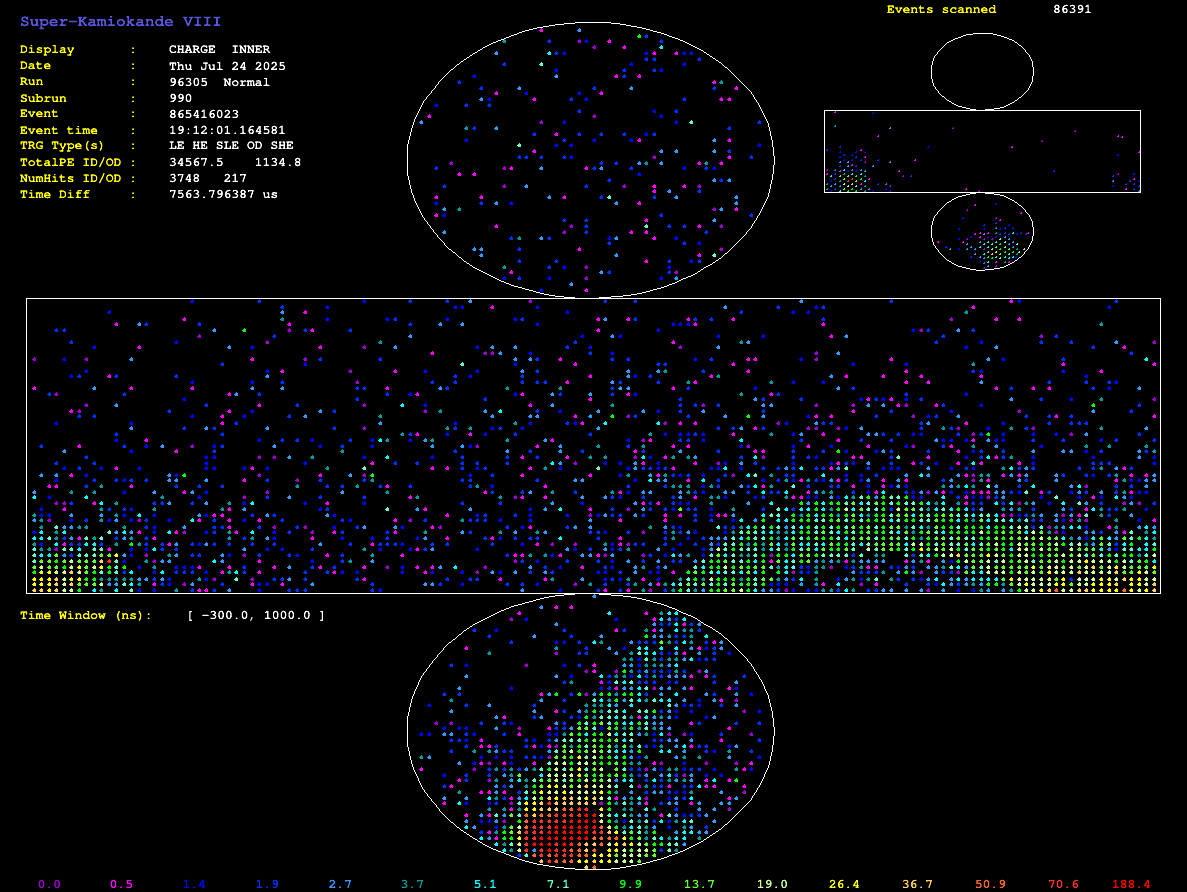 Super-Kamiokande VIII
Events scanned 86391
Display : CHARGE INNER
Date : Thu Jul 24 2025
Run : 96305 Normal
Subrun : 990
Event : 865416023
Event time : 19:12:01.164581
TRG Type(s) : LE HE SLE OD SHE
TotalPE ID/OD : 34567.5 1134.8
NumHits ID/OD : 3748 217
Time Diff : 7563.796387 us
Time Window (ns): [ -300.0, 1000.0 ]
0.0 0.5 1.4 1.9 2.7 3.7 5.1 7.1 9.9 13.7 19.0 26.4 36.7 50.9 70.6 188.4